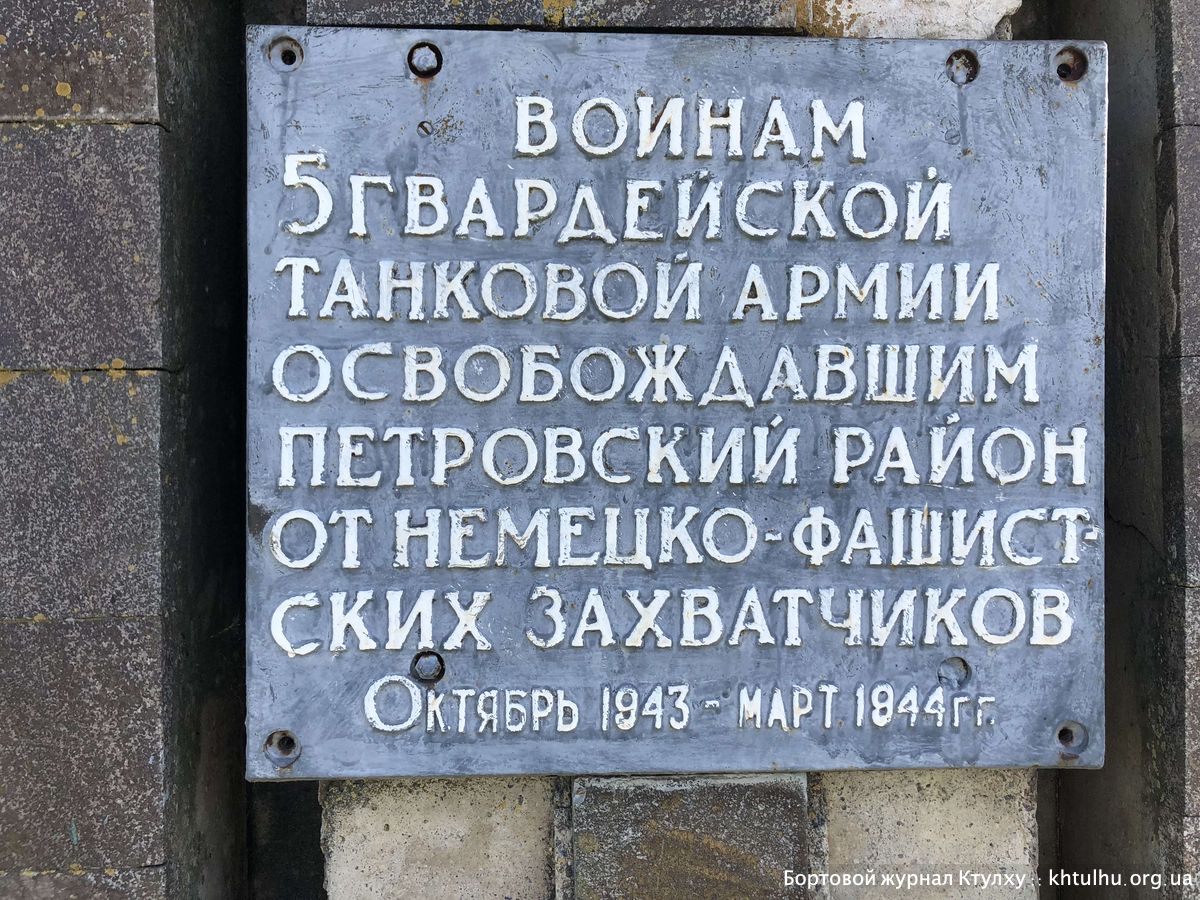 ВОИНАМ
5 ГВАРДЕЙСКОЙ
ТАНКОВОЙ АРМИИ
ОСВОБОЖДАВШИМ
ПЕТРОВСКИЙ РАЙОН
ОТ НЕМЕЦКО-ФАШИСТ-
СКИХ ЗАХВАТЧИКОВ
ОКТЯБРЬ 1943 - МАРТ 1944 гг.
Бортовой журнал Ктулху :: khtulhu.org.ua